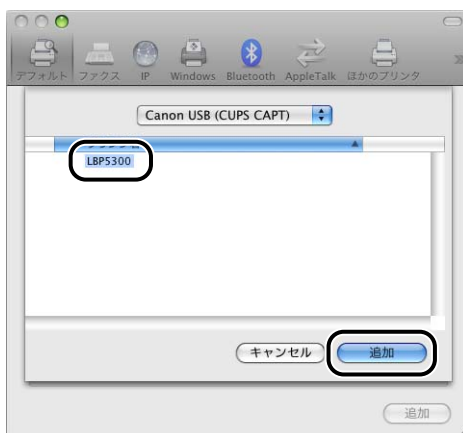 デフォルト ファクス IP Windows Bluetooth AppleTalk ほかのプリンタ
Canon USB (CUPS CAPT)
LBP5300
キャンセル 追加
追加